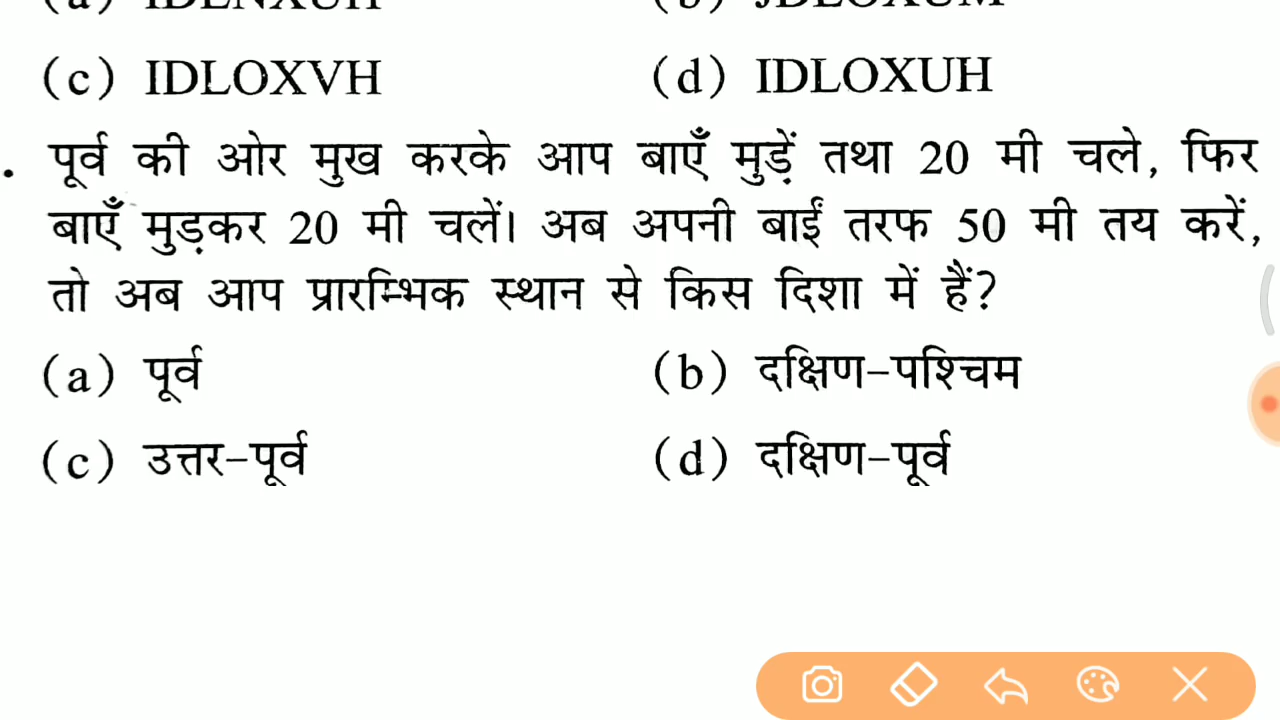 (c) IDLOXVH (d) IDLOXUH
. पूर्व की ओर मुख करके आप बाएँ मुड़ें तथा 20 मी चले, फिर
बाएँ मुड़कर 20 मी चलें। अब अपनी बाईं तरफ 50 मी तय करें,
तो अब आप प्रारम्भिक स्थान से किस दिशा में हैं?
(a) पूर्व (b) दक्षिण-पश्चिम
(c) उत्तर-पूर्व (d) दक्षिण-पूर्व